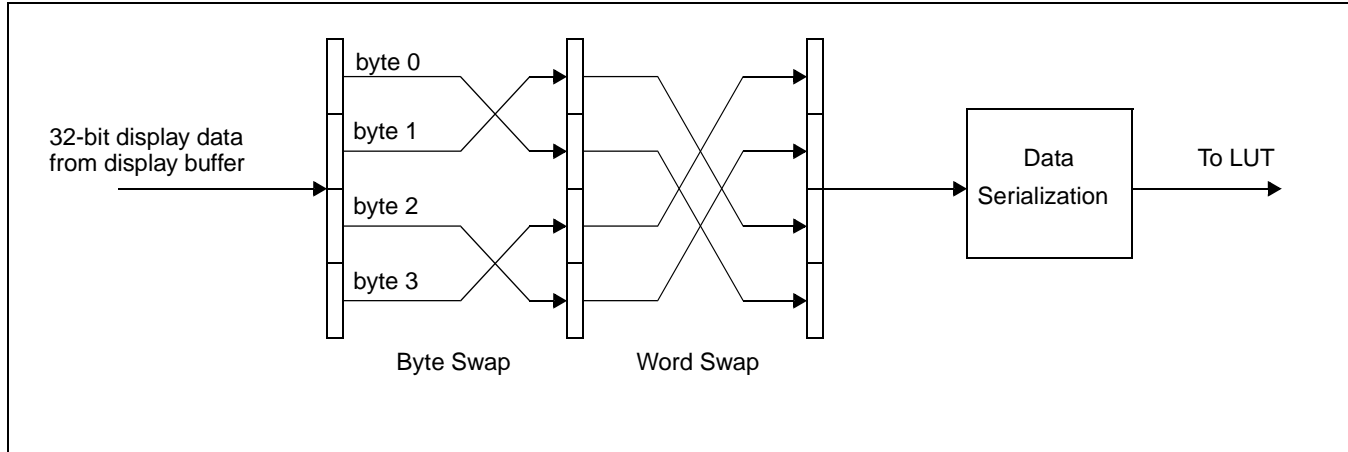 32-bit display data
from display buffer
byte 0
byte 1
byte 2
byte 3
Byte Swap
Word Swap
Data
Serialization
To LUT